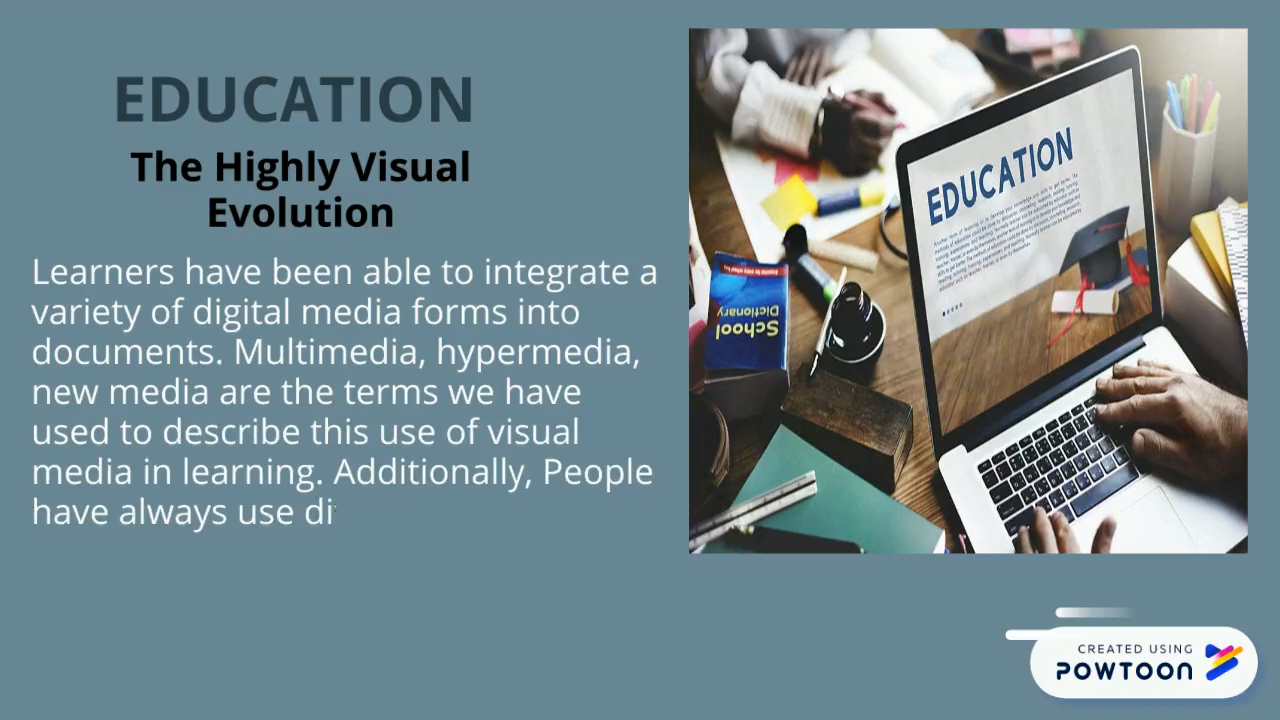 EDUCATION
The Highly Visual
Evolution
Learners have been able to integrate a
variety of digital media forms into
documents. Multimedia, hypermedia,
new media are the terms we have
used to describe this use of visual
media in learning. Additionally, People
have always use di
EDUCATION
School
Dictionary
CREATED USING
POWTOON